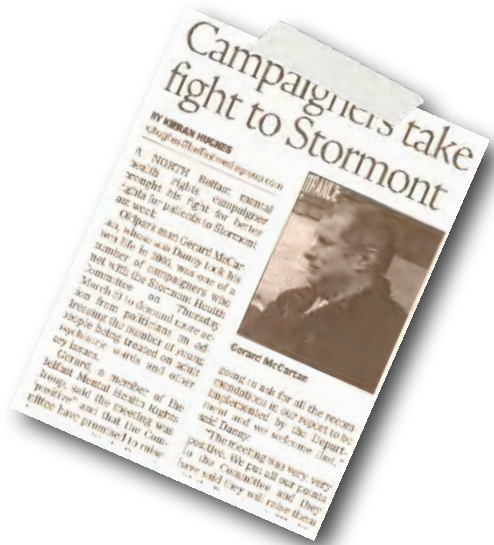 Campaigners take
fight to Stormont
BY KIERAN HUGHES
A NORTH Belfast mental
health rights campaigner
brought his fight for better
rights for patients to Stormont
week.
man Gerard McCar
whose son Danny took his
own life in was one of a
number of campaigners who
met with the Stormont Health
Committee on Thursday
March to demand more ac-
tion from politicians on ad-
dressing the number of young
people being treated on acute
psychiatric wards and other
key issues.
Gerard, a member of the
Belfast Mental Health Rights
Group, said the meeting was
"positive" and that the Com-
mittee have promised to raise
Gerard McCartan
going to ask for all the recom-
mendations in our report to be
implemented by the Depart-
ment and we welcome that,"
said Danny.
"The meeting was very, very
positive. We put all our points
to the Committee and they
have said they will raise them